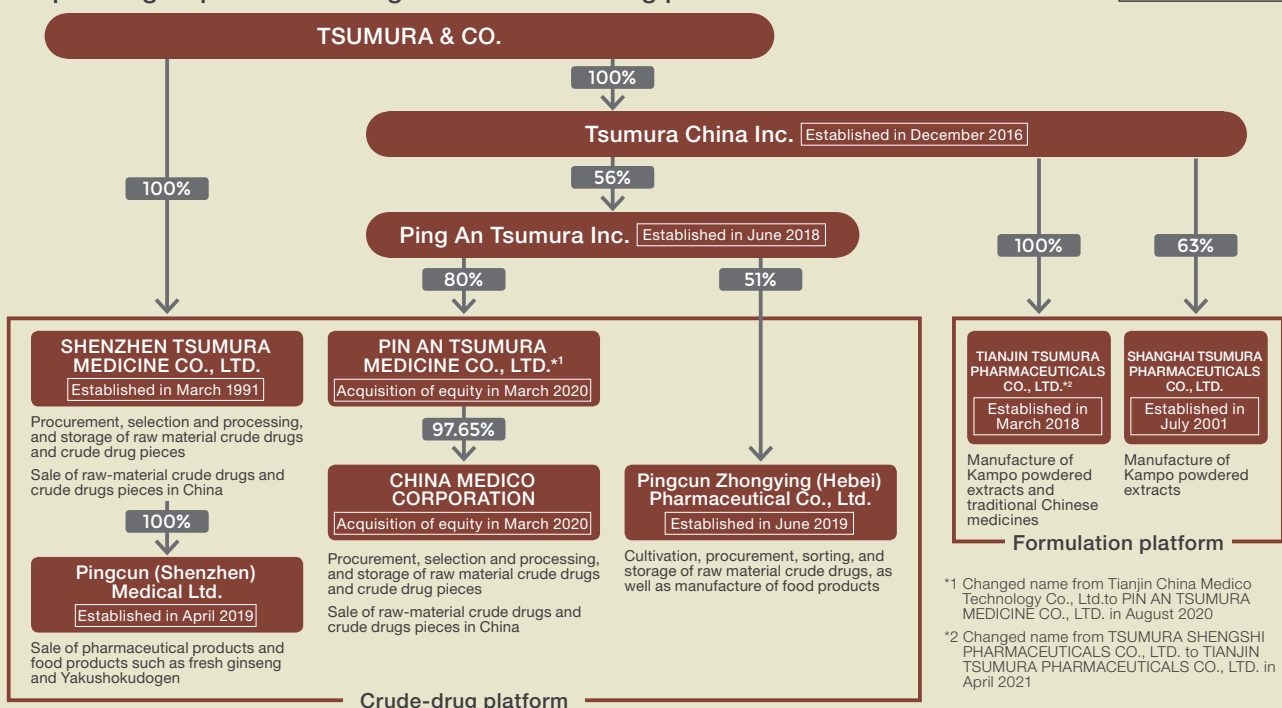 TSUMURA & CO.
100%
Tsumura China Inc. Established in December 2016
100%
56%
Ping An Tsumura Inc. Established in June 2018
100%
63%
80%
51%
SHENZHEN TSUMURA
MEDICINE CO., LTD.
Established in March 1991
Procurement, selection and processing,
and storage of raw material crude drugs
and crude drug pieces
Sale of raw-material crude drugs and
crude drugs pieces in China
100%
Pingcun (Shenzhen)
Medical Ltd.
Established in April 2019
Sale of pharmaceutical products and
food products such as fresh ginseng
and Yakushokudogen
PIN AN TSUMURA
MEDICINE CO., LTD.*1
Acquisition of equity in March 2020
97.65%
CHINA MEDICO
CORPORATION
Acquisition of equity in March 2020
Procurement, selection and processing,
and storage of raw material crude drugs
and crude drug pieces
Sale of raw-material crude drugs and
crude drugs pieces in China
Pingcun Zhongying (Hebei)
Pharmaceutical Co., Ltd.
Established in June 2019
Cultivation, procurement, sorting, and
storage of raw material crude drugs, as
well as manufacture of food products
Crude-drug platform
TIANJIN TSUMURA
PHARMACEUTICALS
CO., LTD.*2
Established in
March 2018
Manufacture of
Kampo powdered
extracts and
traditional Chinese
medicines
SHANGHAI TSUMURA
PHARMACEUTICALS
CO., LTD.
Established in
July 2001
Manufacture of
Kampo powdered
extracts
Formulation platform
*1 Changed name from Tianjin China Medico
Technology Co., Ltd.to PIN AN TSUMURA
MEDICINE CO., LTD. in August 2020
*2 Changed name from TSUMURA SHENGSHI
PHARMACEUTICALS CO., LTD. to TIANJIN
TSUMURA PHARMACEUTICALS CO., LTD. in
April 2021